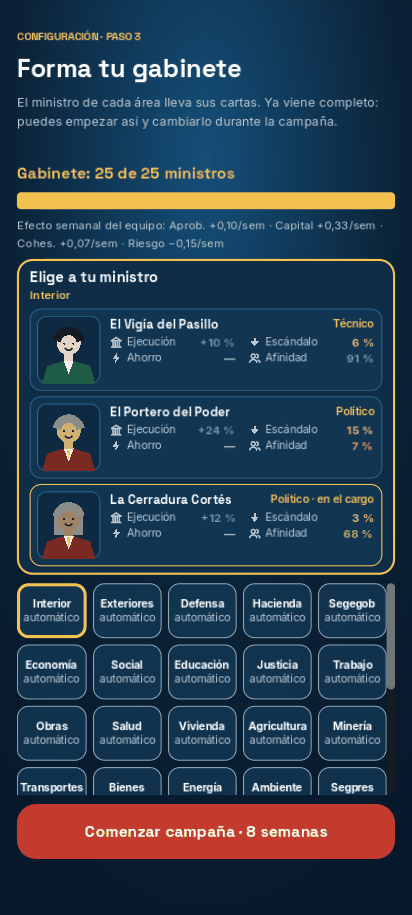 CONFIGURACIÓN · PASO 3
Forma tu gabinete
El ministro de cada área lleva sus cartas. Ya viene completo:
puedes empezar así y cambiarlo durante la campaña.
Gabinete: 25 de 25 ministros
Efecto semanal del equipo: Aprob. +0,10/sem · Capital +0,33/sem ·
Cohes. +0,07/sem · Riesgo −0,15/sem
Elige a tu ministro
Interior
El Vigía del Pasillo Técnico
Ejecución +10 % Escándalo 6 %
Ahorro — Afinidad 91 %
El Portero del Poder Político
Ejecución +24 % Escándalo 15 %
Ahorro — Afinidad 7 %
La Cerradura Cortés Político · en el cargo
Ejecución +12 % Escándalo 3 %
Ahorro — Afinidad 68 %
Interior Exteriores Defensa Hacienda Segegob
automático automático automático automático automático
Economía Social Educación Justicia Trabajo
automático automático automático automático automático
Obras Salud Vivienda Agricultura Minería
automático automático automático automático automático
Transportes Bienes Energía Ambiente Segpres
Comenzar campaña · 8 semanas